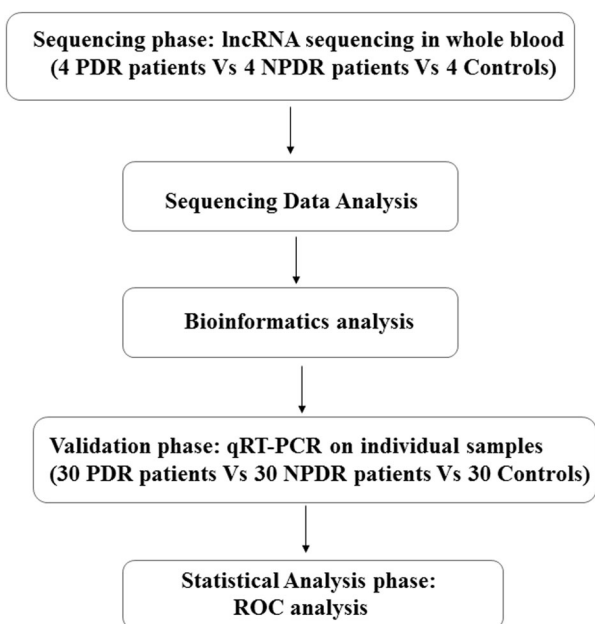 Sequencing phase: lncRNA sequencing in whole blood
(4 PDR patients Vs 4 NPDR patients Vs 4 Controls)
Sequencing Data Analysis
Bioinformatics analysis
Validation phase: qRT-PCR on individual samples
(30 PDR patients Vs 30 NPDR patients Vs 30 Controls)
Statistical Analysis phase:
ROC analysis